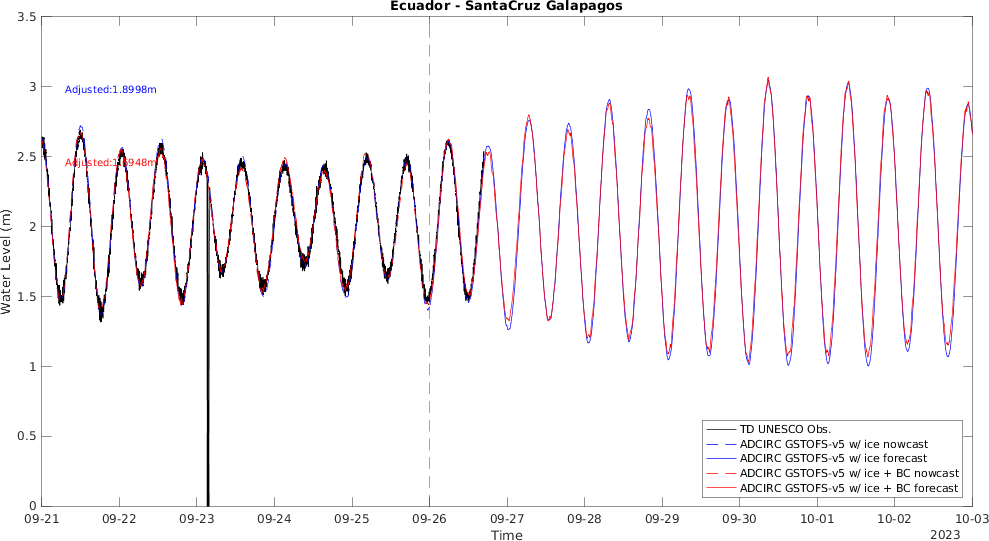 Ecuador - SantaCruz Galapagos
3.5
3
2.5
2
1.5
1
0.5
0
Water Level (m)
Adjusted:1.8998m
Adjusted:1.6948m
TD UNESCO Obs.
ADCIRC GSTOFS-v5 w/ ice nowcast
ADCIRC GSTOFS-v5 w/ ice forecast
ADCIRC GSTOFS-v5 w/ ice + BC nowcast
ADCIRC GSTOFS-v5 w/ ice + BC forecast
09-21 09-22 09-23 09-24 09-25 09-26 09-27 09-28 09-29 09-30 10-01 10-02 10-03
Time
2023